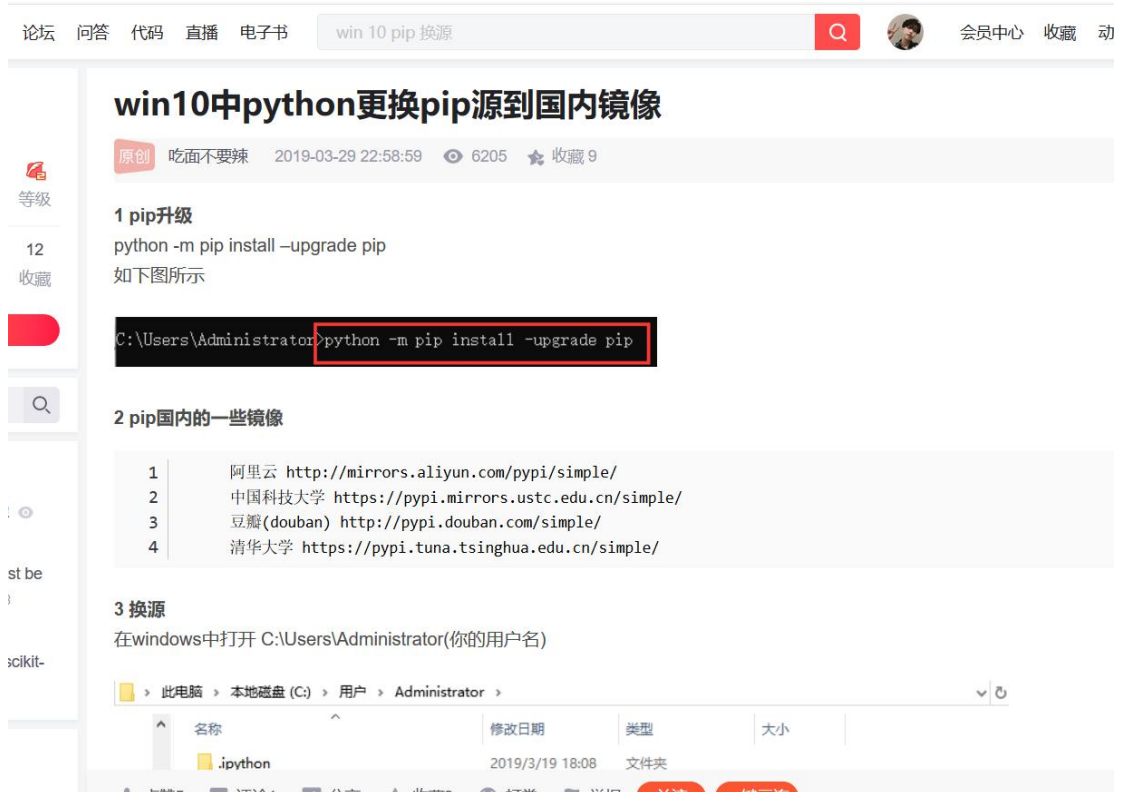 论坛 问答 代码 直播 电子书 win 10 pip 换源 会员中心 收藏 动
win10中python更换pip源到国内镜像
原创 吃面不要辣 2019-03-29 22:58:59 6205 收藏 9
等级
12
收藏
1 pip升级
python -m pip install –upgrade pip
如下图所示
C:\Users\Administrator>python -m pip install -upgrade pip
2 pip国内的一些镜像
1 阿里云 http://mirrors.aliyun.com/pypi/simple/
2 中国科技大学 https://pypi.mirrors.ustc.edu.cn/simple/
3 豆瓣(douban) http://pypi.douban.com/simple/
4 清华大学 https://pypi.tuna.tsinghua.edu.cn/simple/
st be
3 换源
在windows中打开 C:\Users\Administrator(你的用户名)
scikit-
› 此电脑 › 本地磁盘 (C:) › 用户 › Administrator ›
名称 修改日期 类型 大小
.ipython 2019/3/19 18:08 文件夹